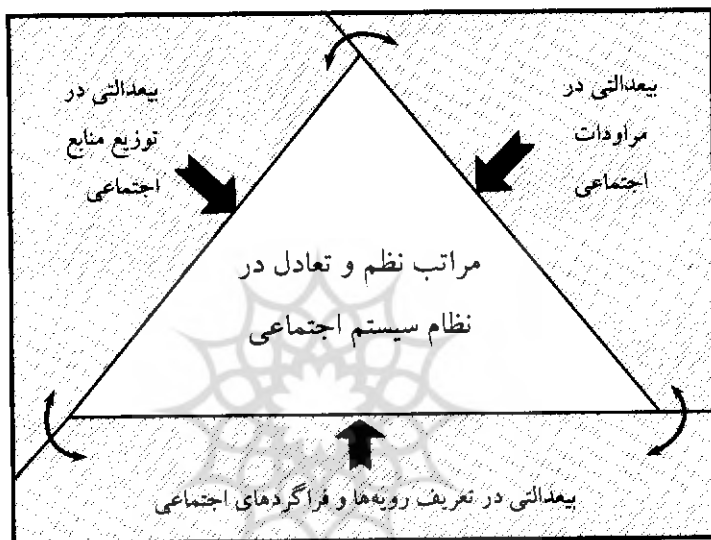 بیعدالتی در
مراودات
اجتماعی
بیعدالتی در
توزیع منابع
اجتماعی
مراتب نظم و تعادل در
نظام سیستم اجتماعی
بیعدالتی در تعریف رویه‌ها و فراگردهای اجتماعی